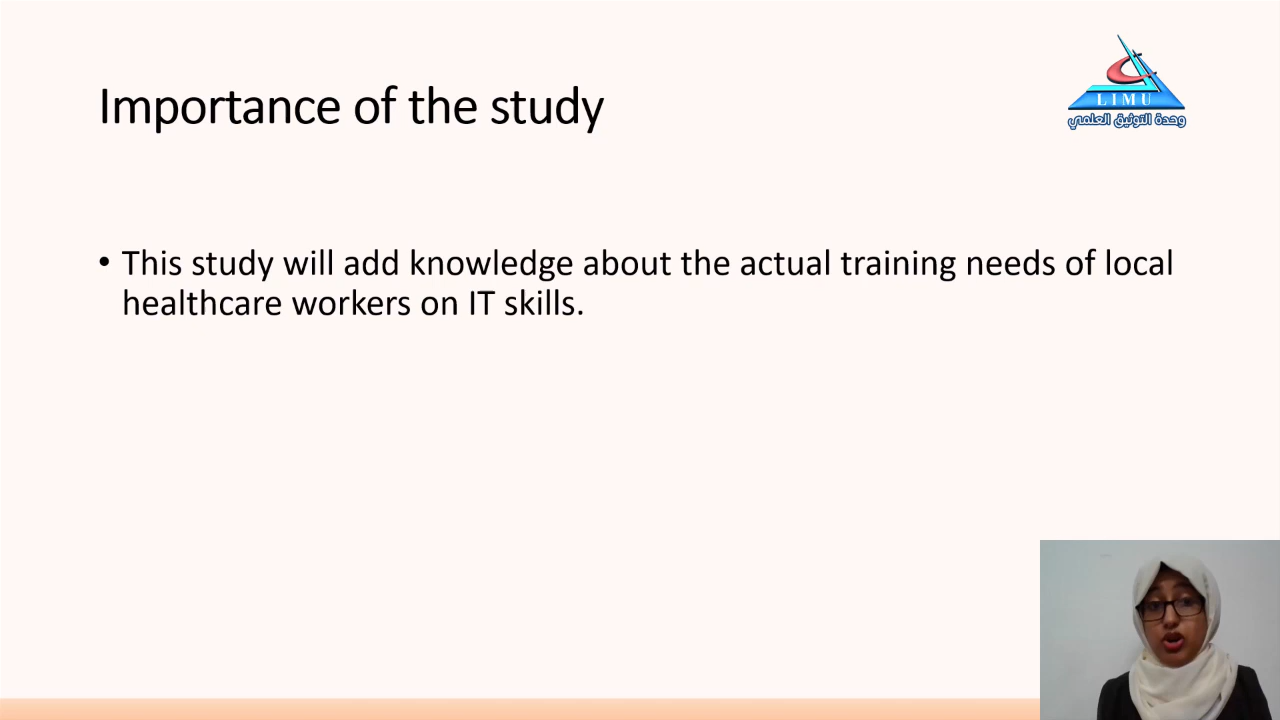 Importance of the study
LIMU
وحدة التوثيق العلمي
• This study will add knowledge about the actual training needs of local
healthcare workers on IT skills.